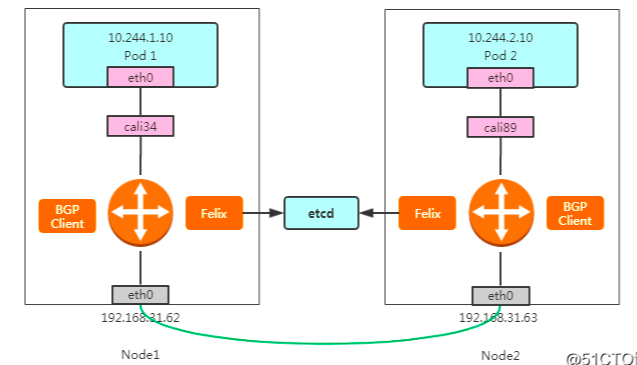 10.244.1.10
Pod 1
eth0
cali34
BGP
Client
Felix
eth0
192.168.31.62
Node1
etcd
10.244.2.10
Pod 2
eth0
cali89
Felix
BGP
Client
eth0
192.168.31.63
Node2
@51CTO